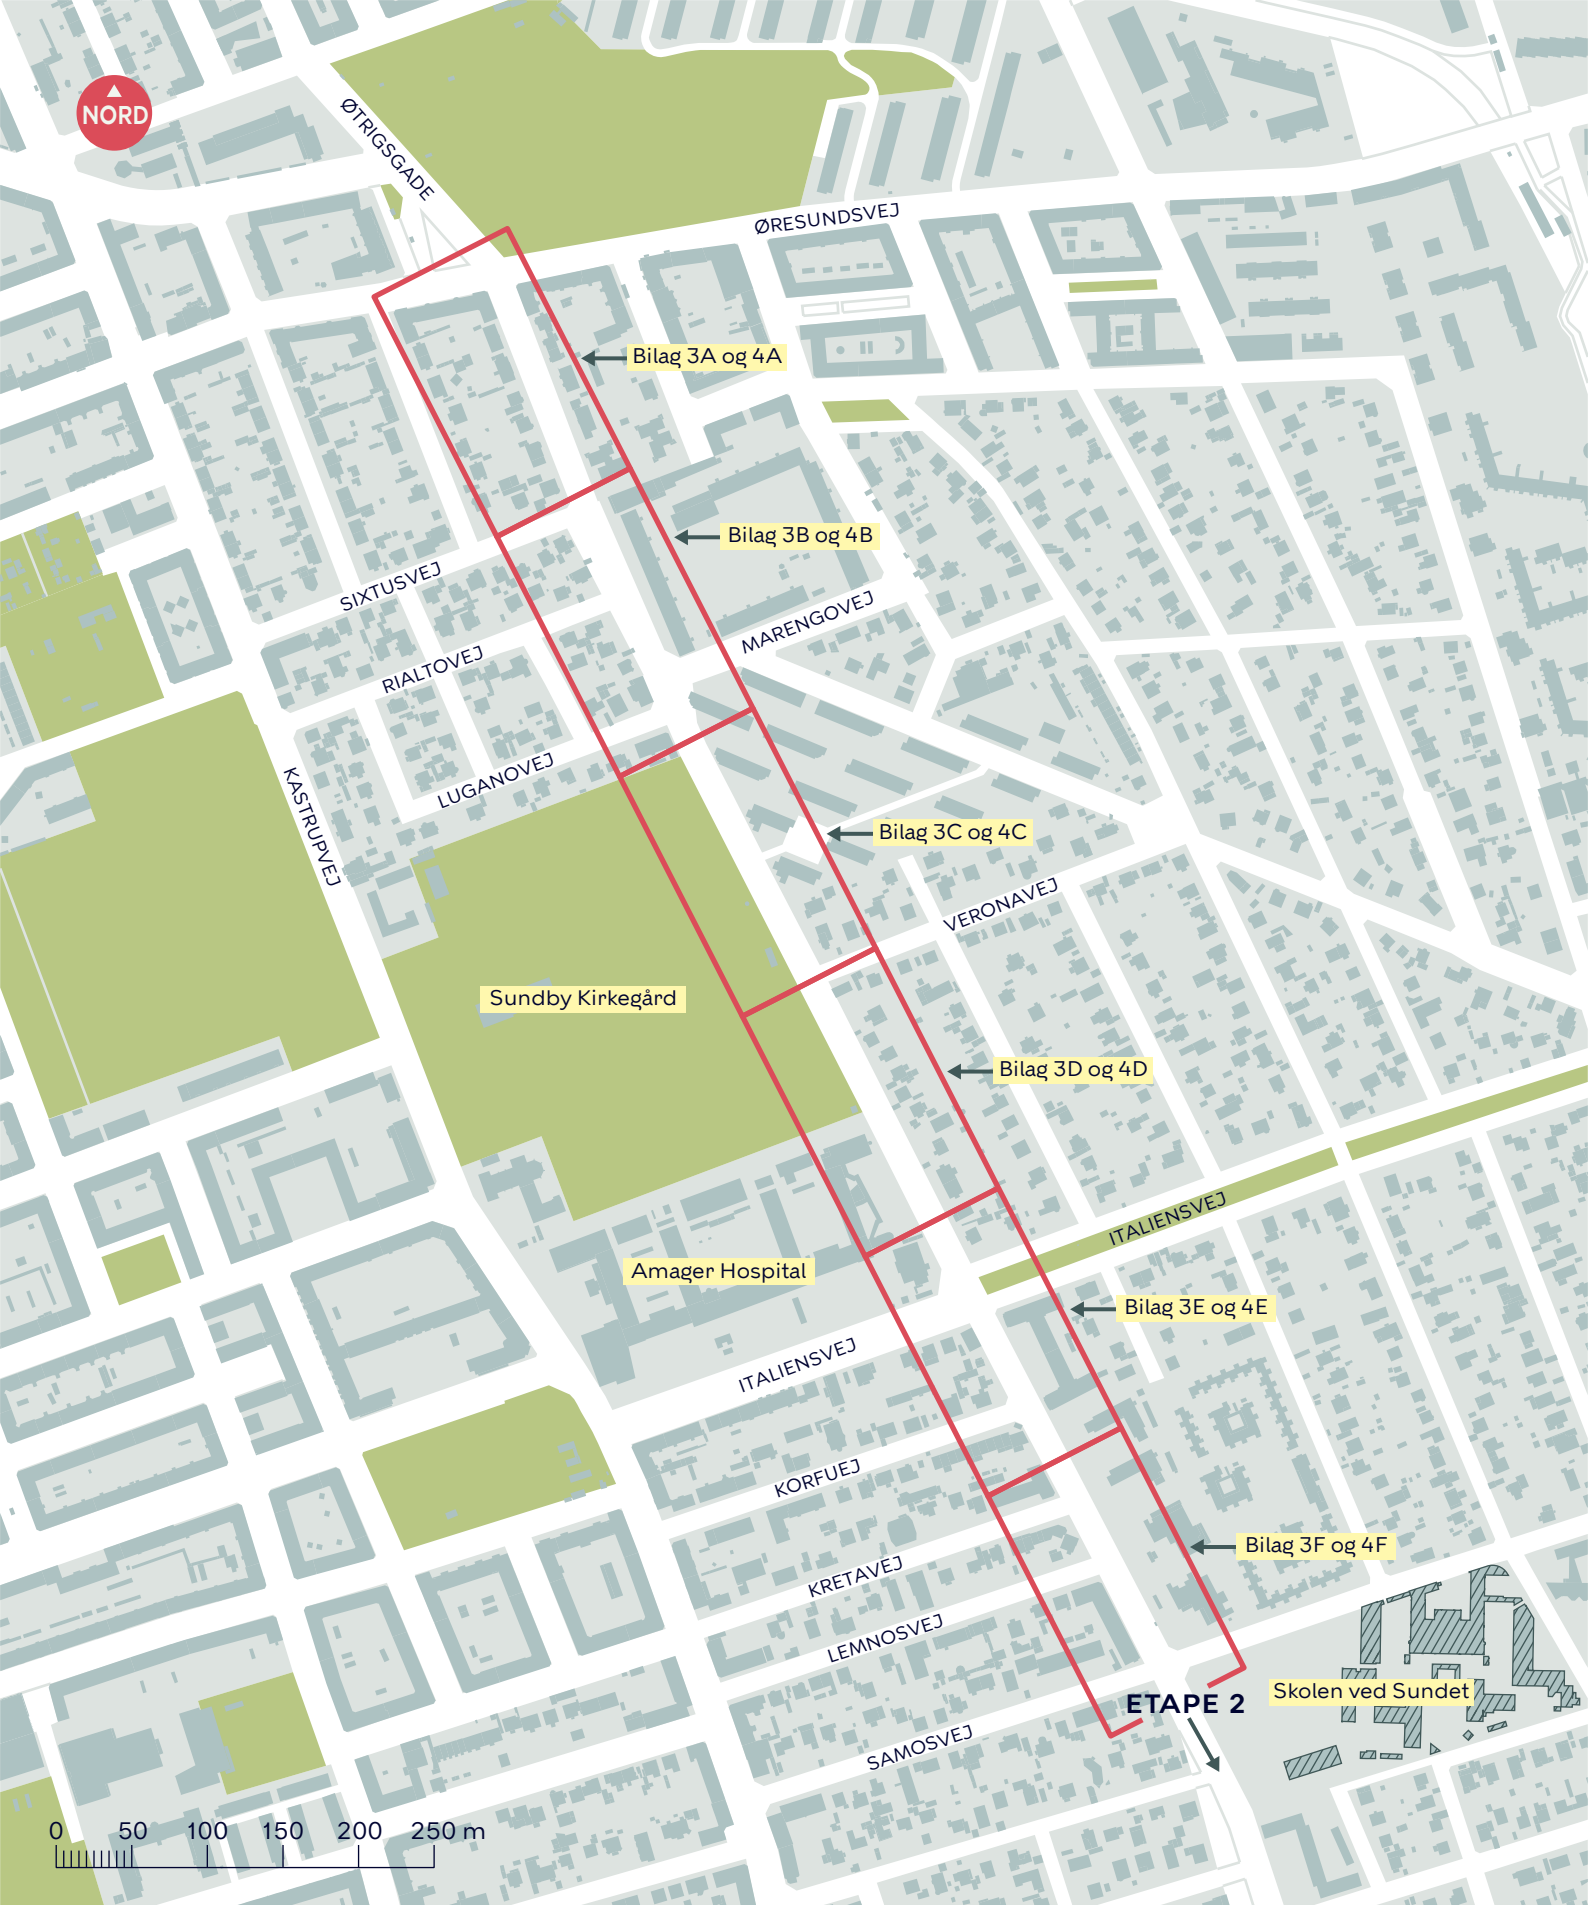 NORD
ØTRIGSGADE
ØRESUNDSVEJ
Bilag 3A og 4A
Bilag 3B og 4B
SIXTUSVEJ
MARENGOVEJ
RIALTOVEJ
LUGANOVEJ
KASTRUPVEJ
Bilag 3C og 4C
VERONAVEJ
Sundby Kirkegård
Bilag 3D og 4D
ITALIENSVEJ
Amager Hospital
Bilag 3E og 4E
ITALIENSVEJ
KORFUEJ
Bilag 3F og 4F
KRETAVEJ
LEMNOSVEJ
Skolen ved Sundet
ETAPE 2
SAMOSVEJ
0 50 100 150 200 250 m